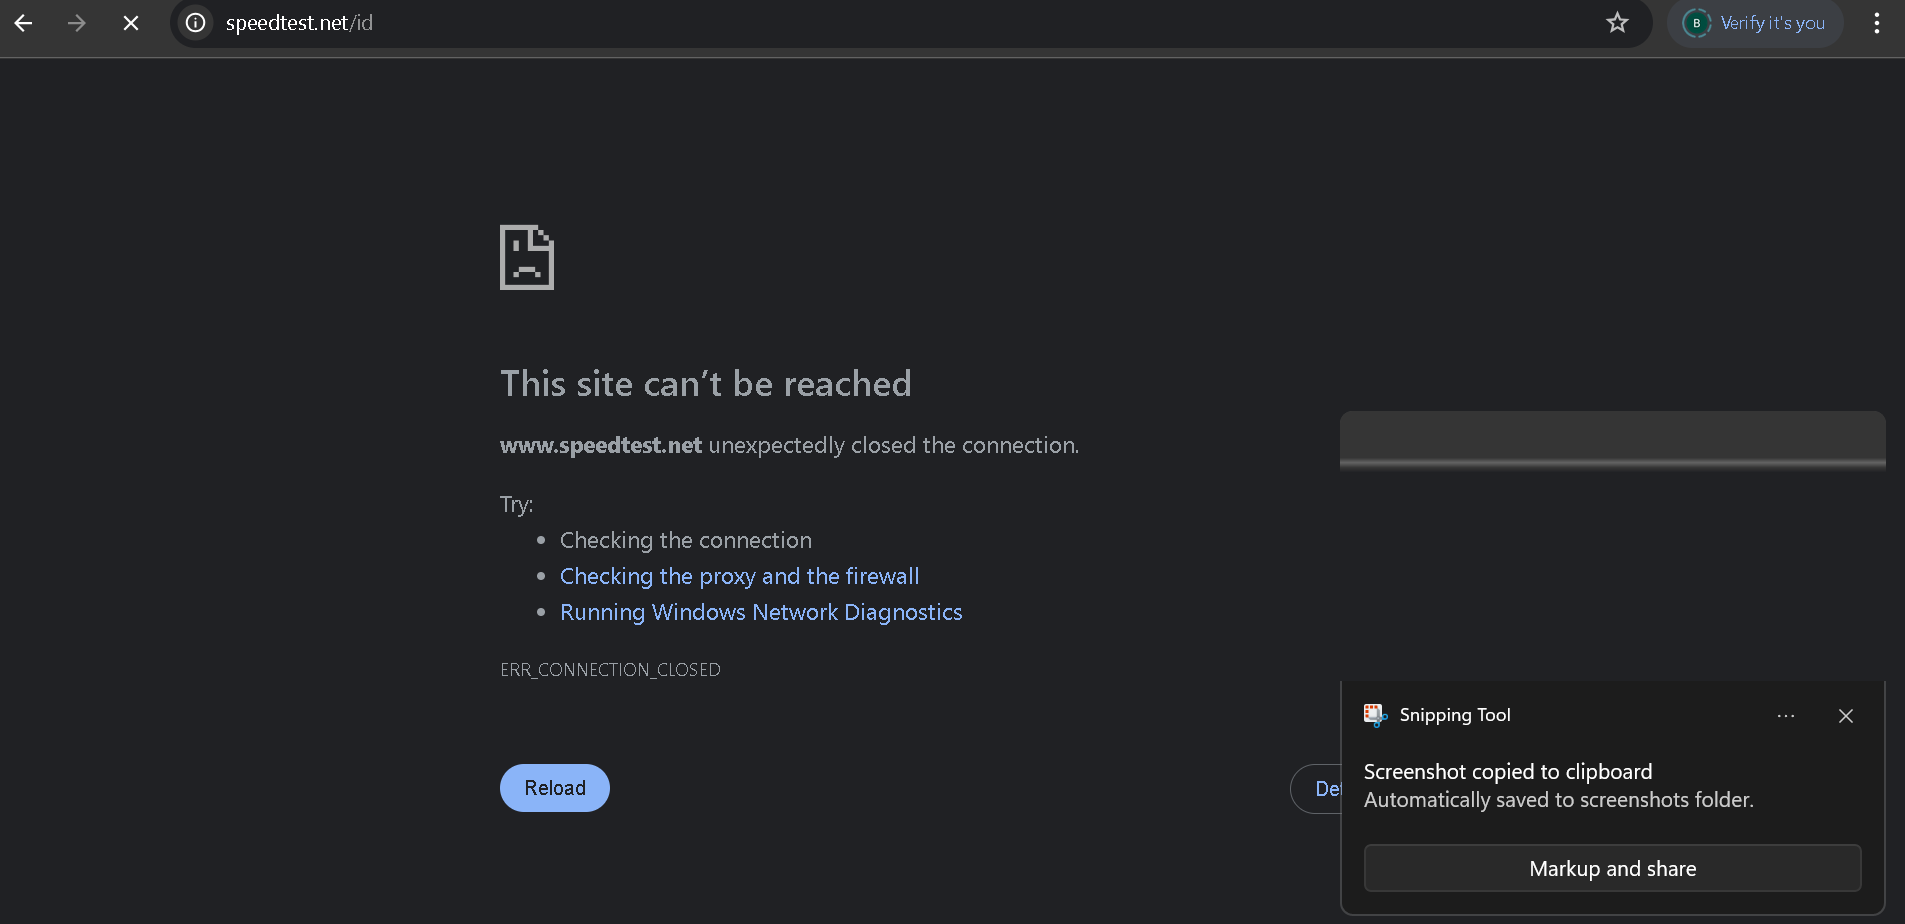 speedtest.net/id
B
Verify it's you
This site can’t be reached
www.speedtest.net unexpectedly closed the connection.
Try:
Checking the connection
Checking the proxy and the firewall
Running Windows Network Diagnostics
ERR_CONNECTION_CLOSED
Reload
Snipping Tool
Screenshot copied to clipboard
Automatically saved to screenshots folder.
Markup and share